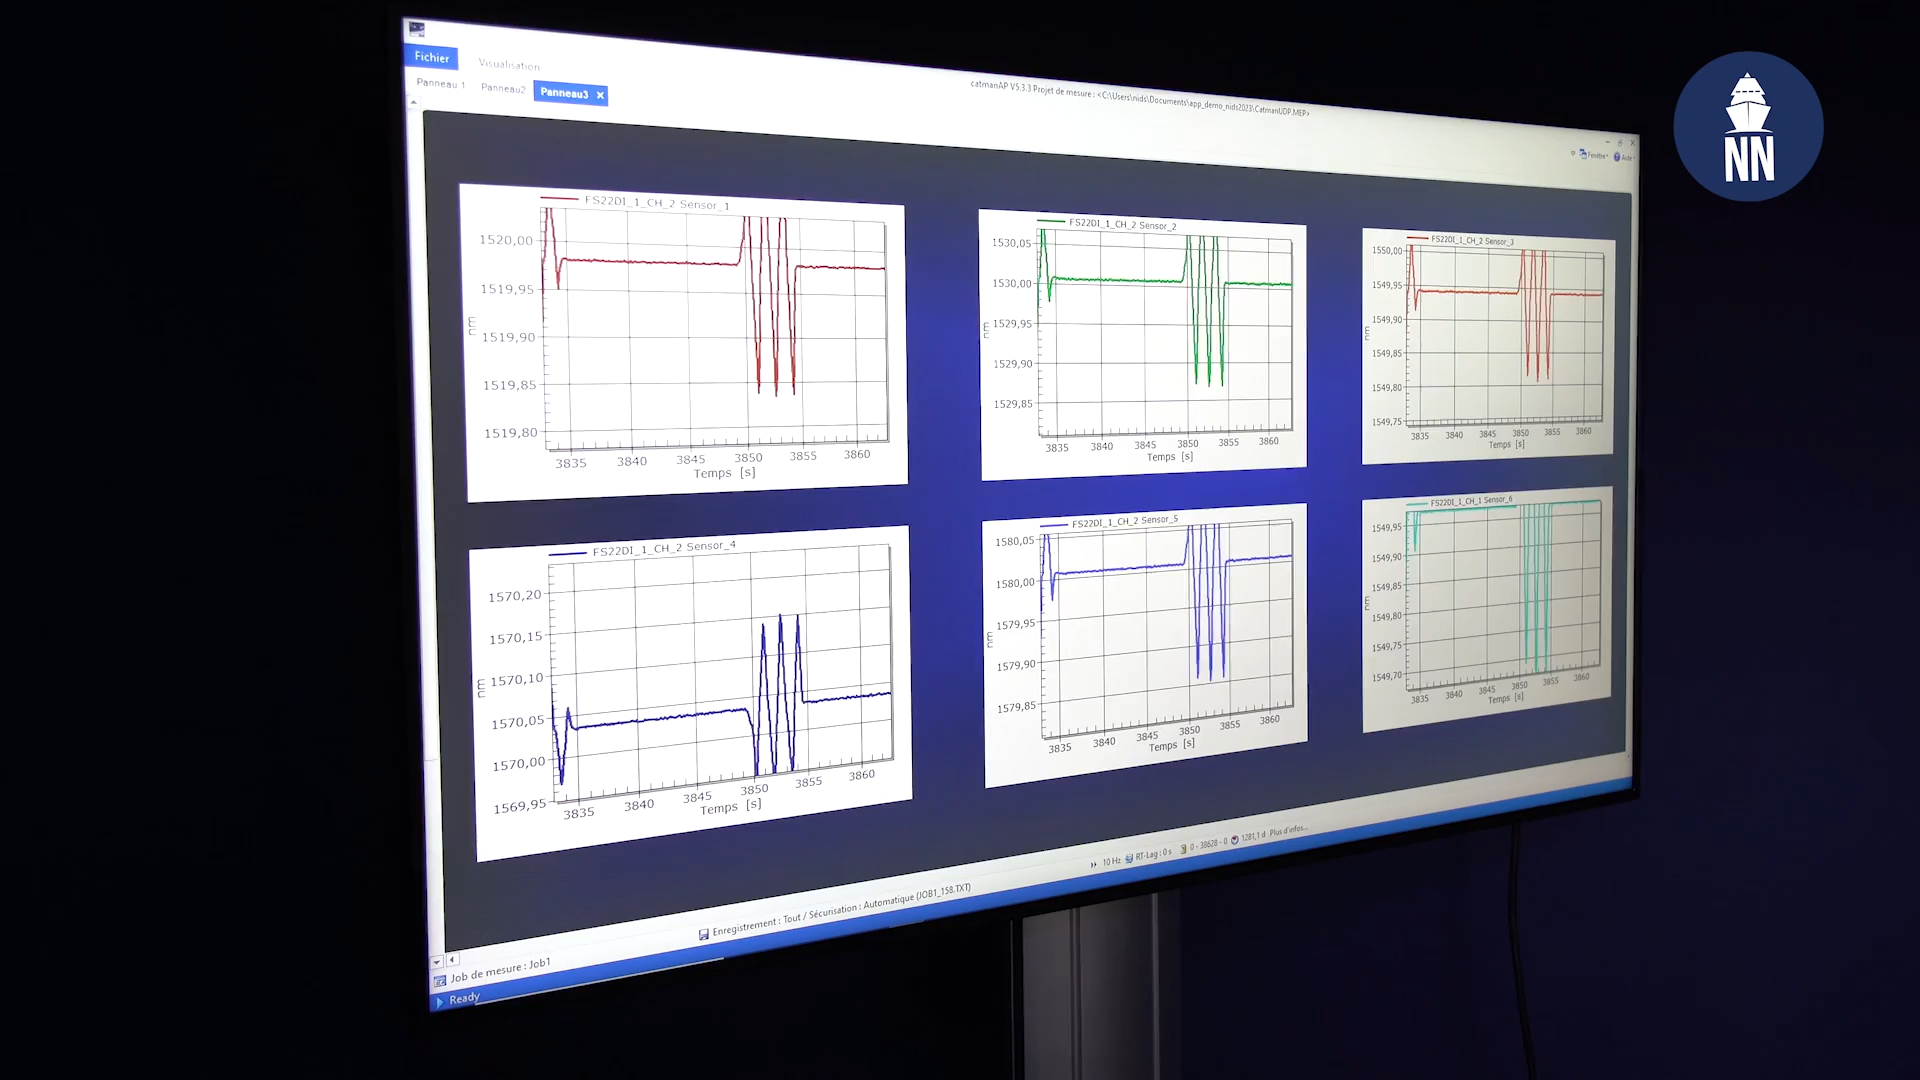 Fichier
Visualisation
Panneau 1 Panneau2 Panneau3
catmanAP V5.3.3 Projet de mesure : <C:\Users\nids\Documents\app_demo_nids2023\CatmanUDP.MEP>
Fenêtre Aide
NN
FS22DI_1_CH_2 Sensor_1
1520,00
1519,95
1519,90
1519,85
1519,80
nm
3835 3840 3845 3850 3855 3860
Temps [s]
FS22DI_1_CH_2 Sensor_2
1530,05
1530,00
1529,95
1529,90
1529,85
nm
3835 3840 3845 3850 3855 3860
Temps [s]
FS22DI_1_CH_2 Sensor_3
1550,00
1549,95
1549,90
1549,85
1549,80
1549,75
nm
3835 3840 3845 3850 3855 3860
Temps [s]
FS22DI_1_CH_2 Sensor_4
1570,20
1570,15
1570,10
1570,05
1570,00
1569,95
nm
3835 3840 3845 3850 3855 3860
Temps [s]
FS22DI_1_CH_2 Sensor_5
1580,05
1580,00
1579,95
1579,90
1579,85
nm
3835 3840 3845 3850 3855 3860
Temps [s]
FS22DI_1_CH_1 Sensor_6
1549,95
1549,90
1549,85
1549,80
1549,75
1549,70
nm
3835 3840 3845 3850 3855 3860
Temps [s]
10 Hz RT-Lag : 0 s 0 - 38628 - 0 1281,1 d Plus d'infos...
Enregistrement : Tout / Sécurisation : Automatique (JOB1_158.TXT)
Job de mesure : Job1
Ready